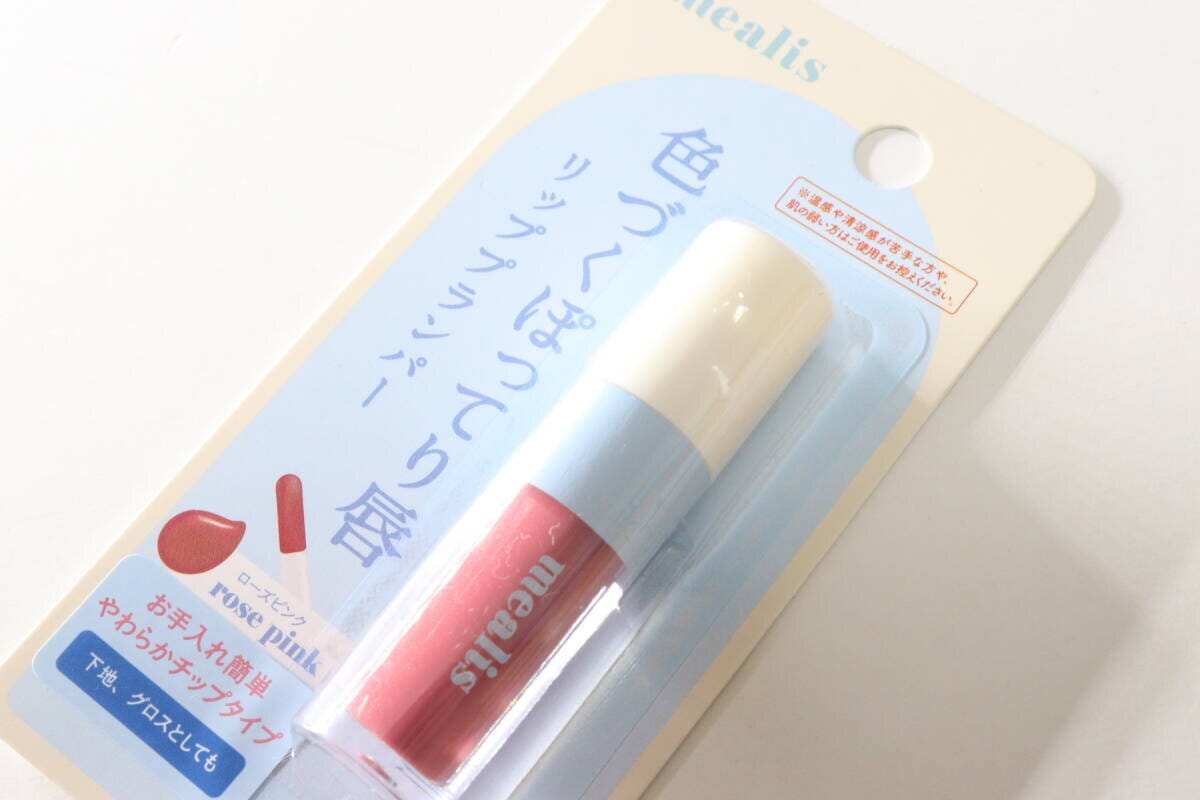 mealis
色づくぽってり唇
リッププランパー
※温感や清涼感が苦手な方や、
肌の弱い方はご使用をお控えください。
mealis
ローズピンク
rose pink
お手入れ簡単
やわらかチップタイプ
下地、グロスとしても